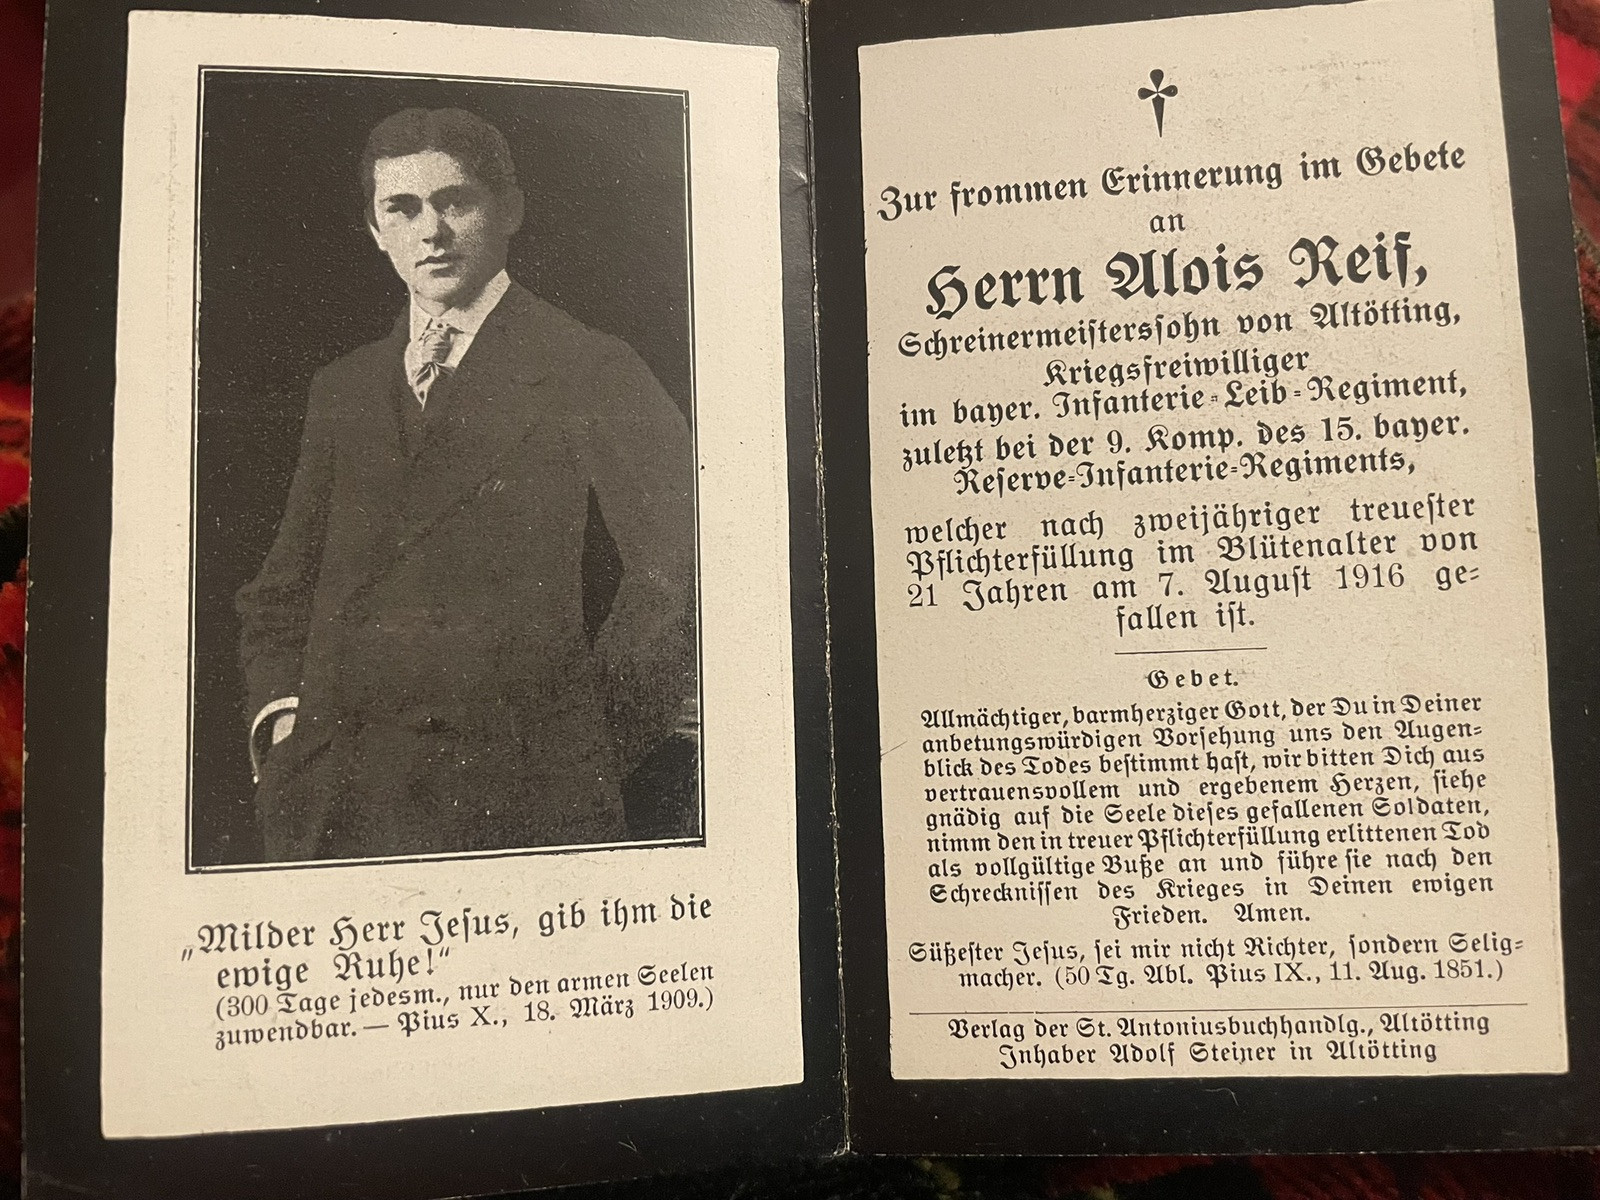 „Milder Herr Jesus, gib ihm die
ewige Ruhe!“
(300 Tage jedesm., nur den armen Seelen
zuwendbar. — Pius X., 18. März 1909.)
Zur frommen Erinnerung im Gebete
an
Herrn Alois Reif,
Schreinermeisterssohn von Altötting,
Kriegsfreiwilliger
im bayer. Infanterie-Leib-Regiment,
zuletzt bei der 9. Komp. des 15. bayer.
Reserve-Infanterie-Regiments,
welcher nach zweijähriger treuester
Pflichterfüllung im Blütenalter von
21 Jahren am 7. August 1916 ge-
fallen ist.
Gebet.
Allmächtiger, barmherziger Gott, der Du in Deiner
anbetungswürdigen Vorsehung uns den Augen-
blick des Todes bestimmt hast, wir bitten Dich aus
vertrauensvollem und ergebenem Herzen, siehe
gnädig auf die Seele dieses gefallenen Soldaten,
nimm den in treuer Pflichterfüllung erlittenen Tod
als vollgültige Buße an und führe sie nach den
Schrecknissen des Krieges in Deinen ewigen
Frieden. Amen.
Süßester Jesus, sei mir nicht Richter, sondern Selig-
macher. (50 Tg. Abl. Pius IX., 11. Aug. 1851.)
Verlag der St. Antoniusbuchhandlg., Altötting
Inhaber Adolf Steiner in Altötting